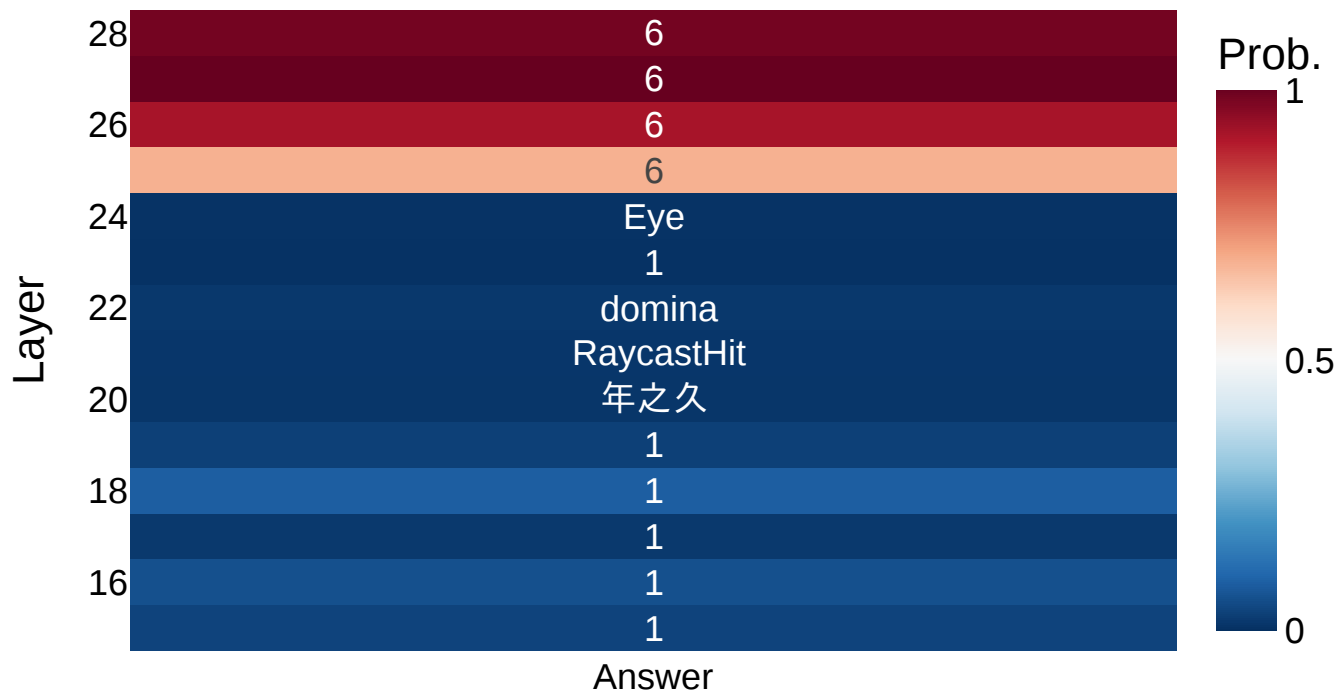 28 6
6
26 6
6
24 Eye
1
22 domina
RaycastHit
20 年之久
1
18 1
1
16 1
1
Layer
Answer
Prob.
1
0.5
0